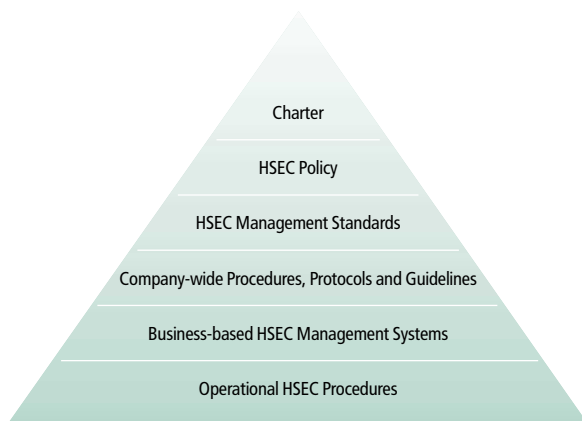 Charter
HSEC Policy
HSEC Management Standards
Company-wide Procedures, Protocols and Guidelines
Business-based HSEC Management Systems
Operational HSEC Procedures